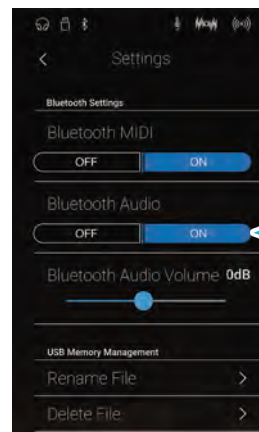 Settings
Bluetooth Settings
Bluetooth MIDI
OFF ON
Bluetooth Audio
OFF ON
Bluetooth Audio Volume 0dB
USB Memory Management
Rename File
Delete File